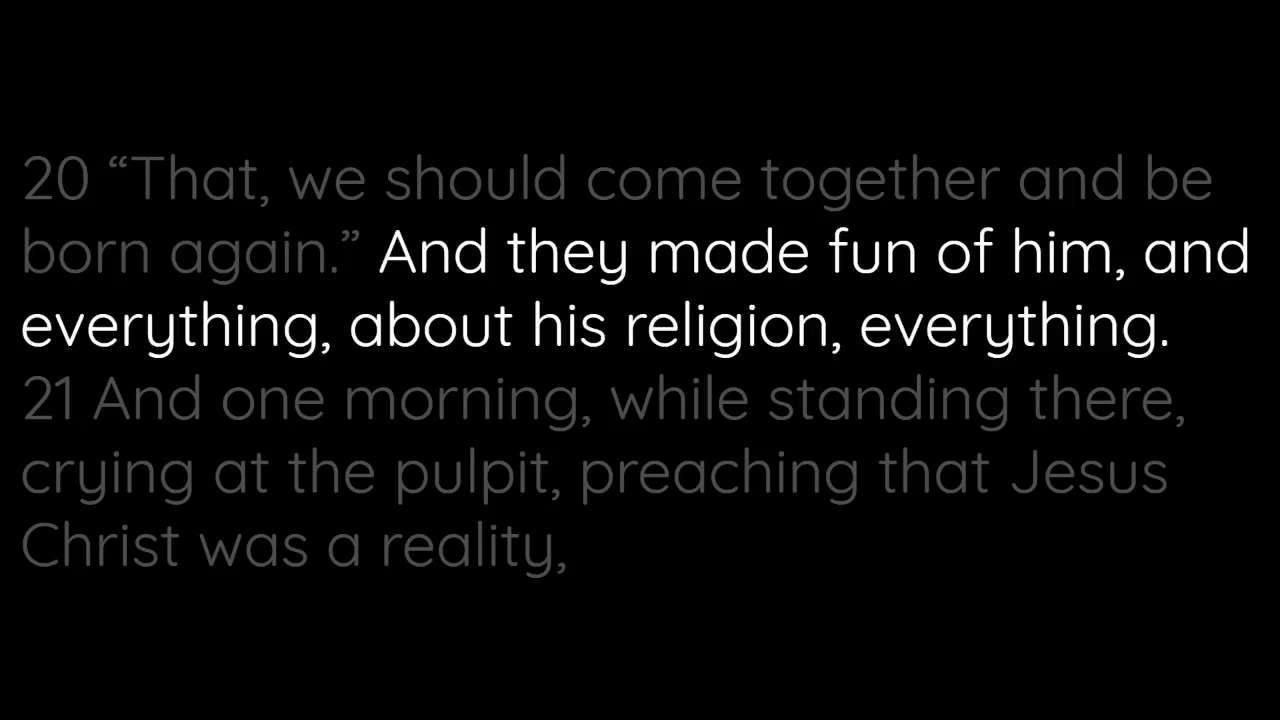 20 “That, we should come together and be
born again.” And they made fun of him, and
everything, about his religion, everything.
21 And one morning, while standing there,
crying at the pulpit, preaching that Jesus
Christ was a reality,